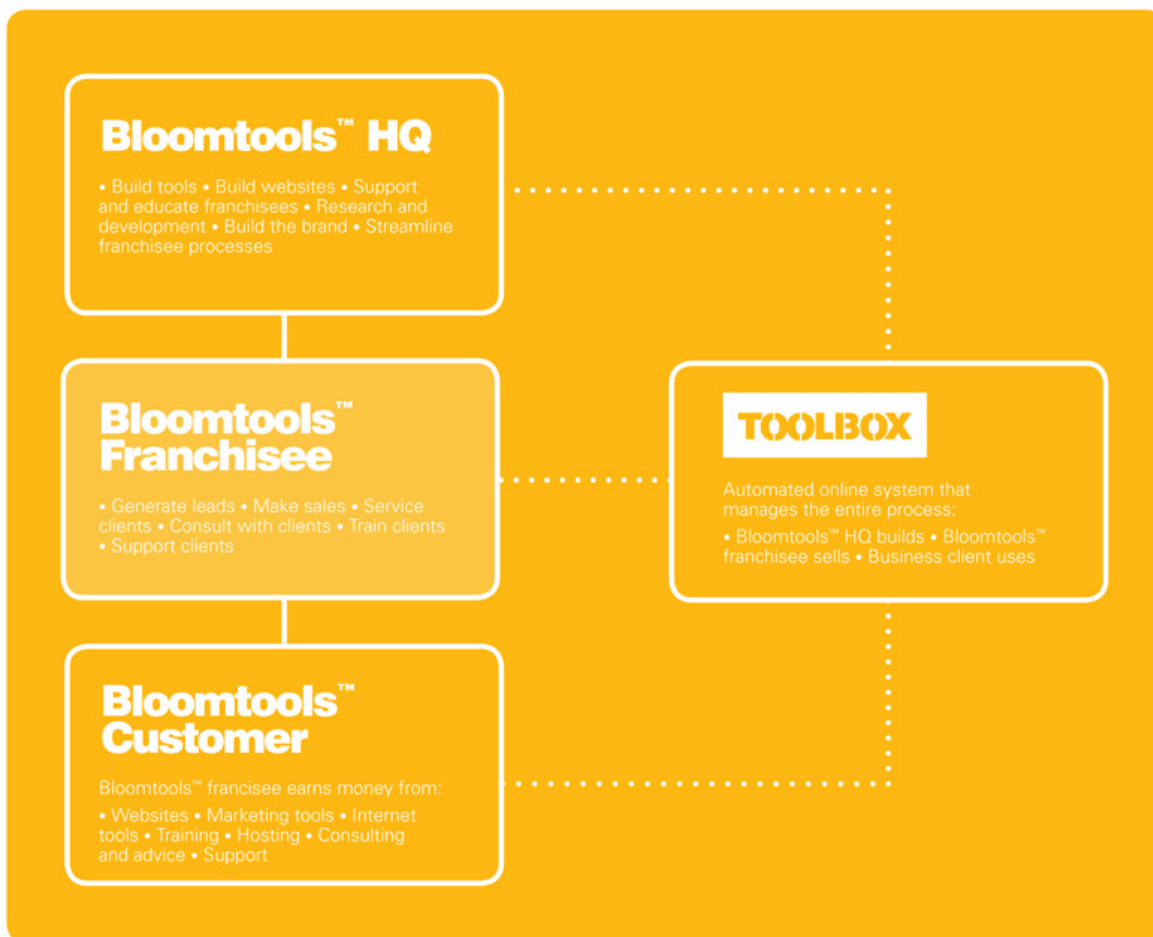 Bloomtools™ HQ
• Build tools • Build websites • Support
and educate franchisees • Research and
development • Build the brand • Streamline
franchisee processes
Bloomtools™
Franchisee
• Generate leads • Make sales • Service
clients • Consult with clients • Train clients
• Support clients
TOOLBOX
Automated online system that
manages the entire process:
• Bloomtools™ HQ builds • Bloomtools™
franchisee sells • Business client uses
Bloomtools™
Customer
Bloomtools™ francisee earns money from:
• Websites • Marketing tools • Internet
tools • Training • Hosting • Consulting
and advice • Support